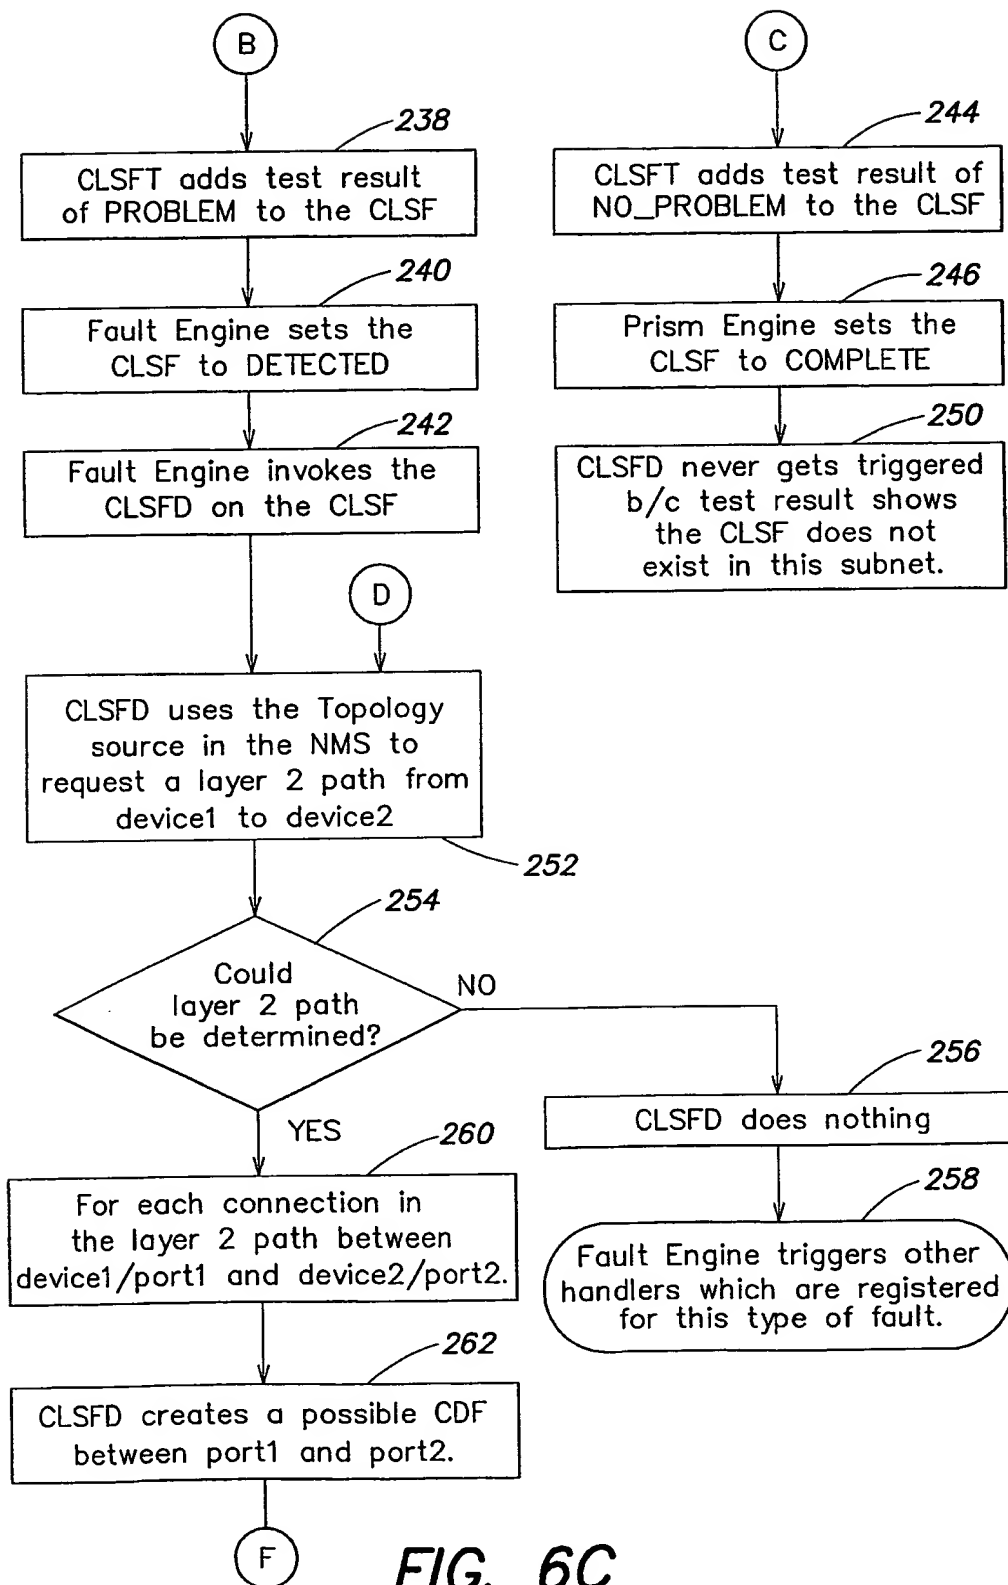 B
238
CLSFT adds test result
of PROBLEM to the CLSF
240
Fault Engine sets the
CLSF to DETECTED
242
Fault Engine invokes the
CLSFD on the CLSF
C
244
CLSFT adds test result of
NO_PROBLEM to the CLSF
246
Prism Engine sets the
CLSF to COMPLETE
250
CLSFD never gets triggered
b/c test result shows
the CLSF does not
exist in this subnet.
D
CLSFD uses the Topology
source in the NMS to
request a layer 2 path from
device1 to device2
252
254
Could
layer 2 path
be determined?
NO
YES
256
CLSFD does nothing
258
Fault Engine triggers other
handlers which are registered
for this type of fault.
260
For each connection in
the layer 2 path between
device1/port1 and device2/port2.
262
CLSFD creates a possible CDF
between port1 and port2.
F
FIG. 6C